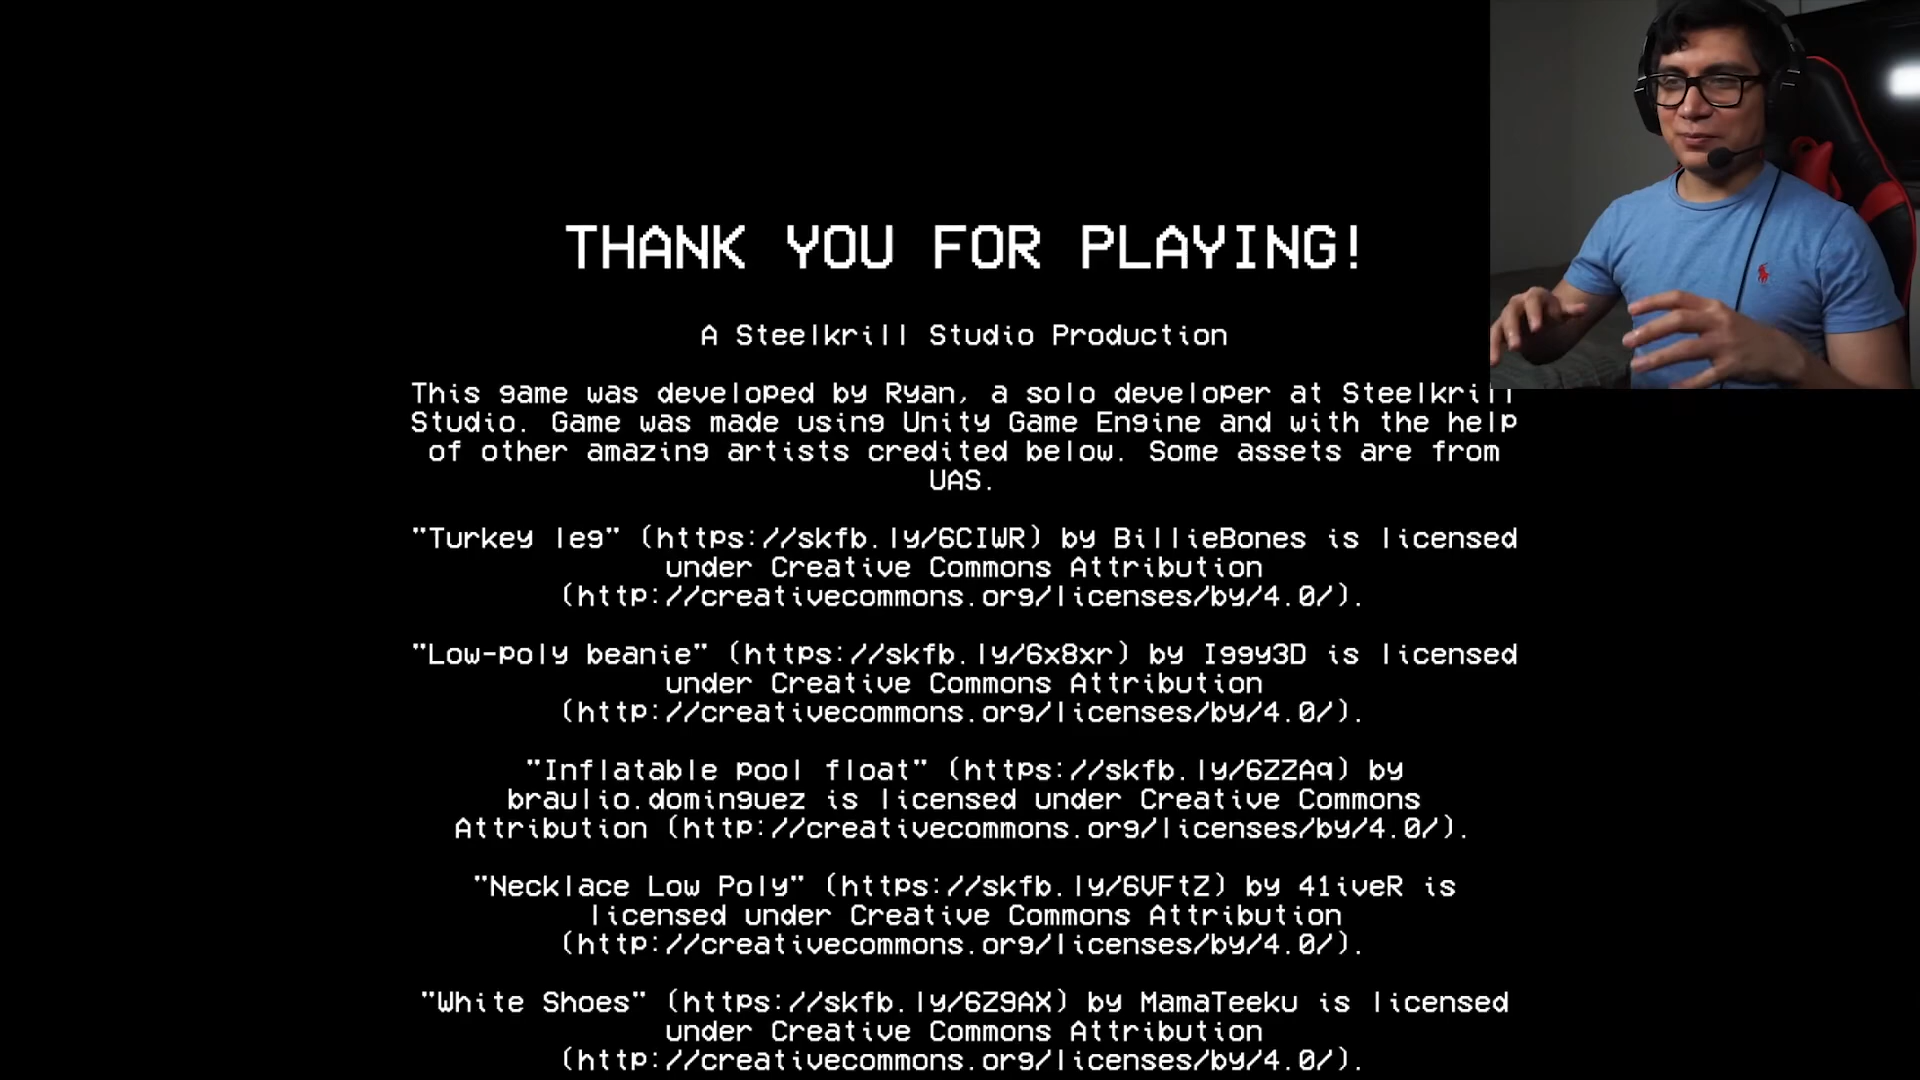 THANK YOU FOR PLAYING!
A Steelkrill Studio Production
This game was developed by Ryan, a solo developer at Steelkrill
Studio. Game was made using Unity Game Engine and with the help
of other amazing artists credited below. Some assets are from
UAS.
"Turkey leg" (https://skfb.ly/6CIWR) by BillieBones is licensed
under Creative Commons Attribution
(http://creativecommons.org/licenses/by/4.0/).
"Low-poly beanie" (https://skfb.ly/6x8xr) by Iggy3D is licensed
under Creative Commons Attribution
(http://creativecommons.org/licenses/by/4.0/).
"Inflatable pool float" (https://skfb.ly/6ZZAq) by
braulio.dominguez is licensed under Creative Commons
Attribution (http://creativecommons.org/licenses/by/4.0/).
"Necklace Low Poly" (https://skfb.ly/6VFtZ) by 41iveR is
licensed under Creative Commons Attribution
(http://creativecommons.org/licenses/by/4.0/).
"White Shoes" (https://skfb.ly/6Z9AX) by MamaTeeku is licensed
under Creative Commons Attribution
(http://creativecommons.org/licenses/by/4.0/).